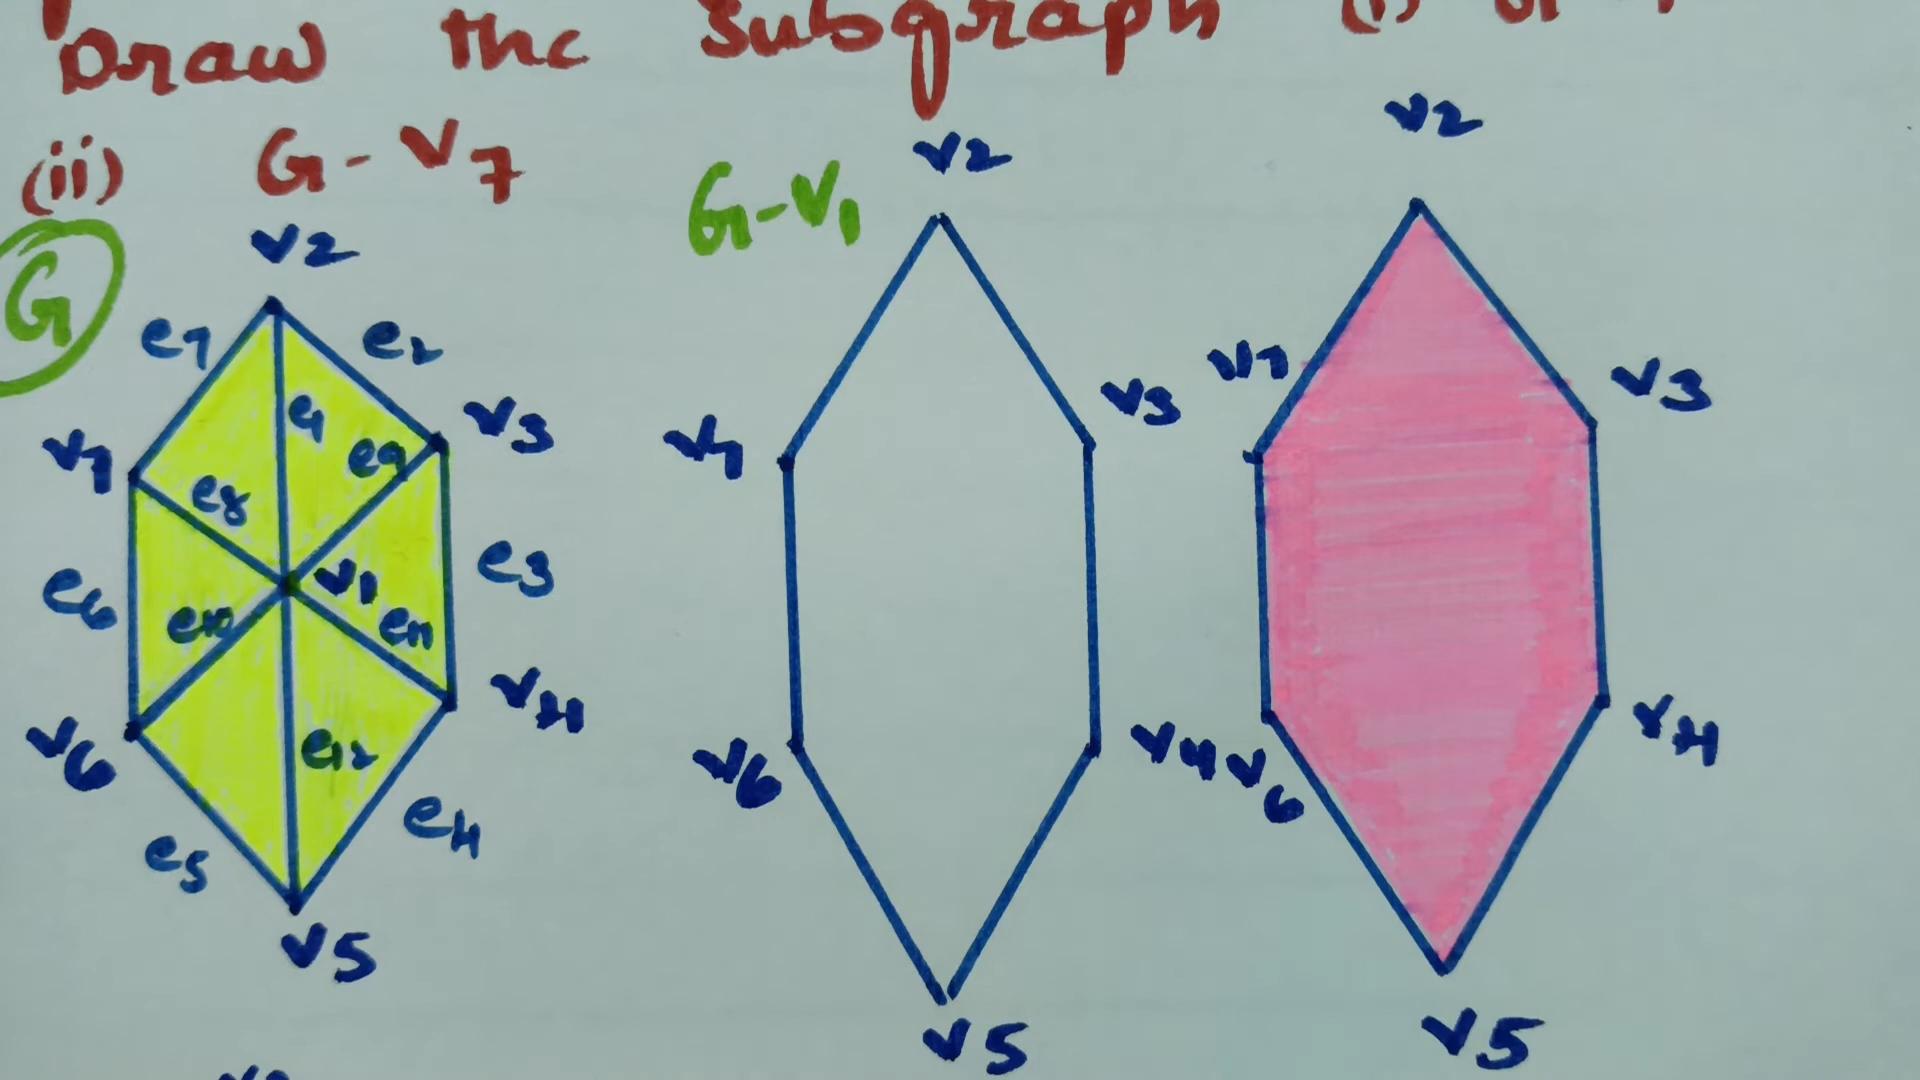 Draw the Subgraph (i)
(ii) G - V7
G
v2
e7
e2
e1
v7
v3
e9
e8
e6
v1
e3
e10
e11
v6
v4
e12
e5
e4
v5
G-V1
v2
v7
v3
v6
v4
v5
v2
v7
v3
v6
v4
v5